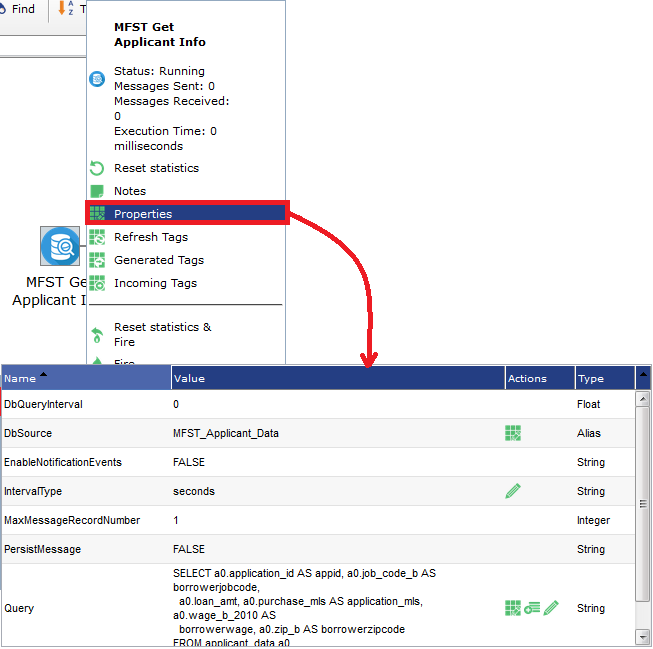 Find
A
Z
T
MFST Get
Applicant Info
Status: Running
Messages Sent: 0
Messages Received:
0
Execution Time: 0
milliseconds
Reset statistics
Notes
Properties
Refresh Tags
Generated Tags
Incoming Tags
MFST Ge
Applicant I
Reset statistics &
Fire
Fire
Name Value Actions Type
DbQueryInterval 0 Float
DbSource MFST_Applicant_Data Alias
EnableNotificationEvents FALSE String
IntervalType seconds String
MaxMessageRecordNumber 1 Integer
PersistMessage FALSE String
Query String
SELECT a0.application_id AS appid, a0.job_code_b AS
borrowerjobcode,
a0.loan_amt, a0.purchase_mls AS application_mls,
a0.wage_b_2010 AS
borrowerwage, a0.zip_b AS borrowerzipcode
FROM applicant_data a0